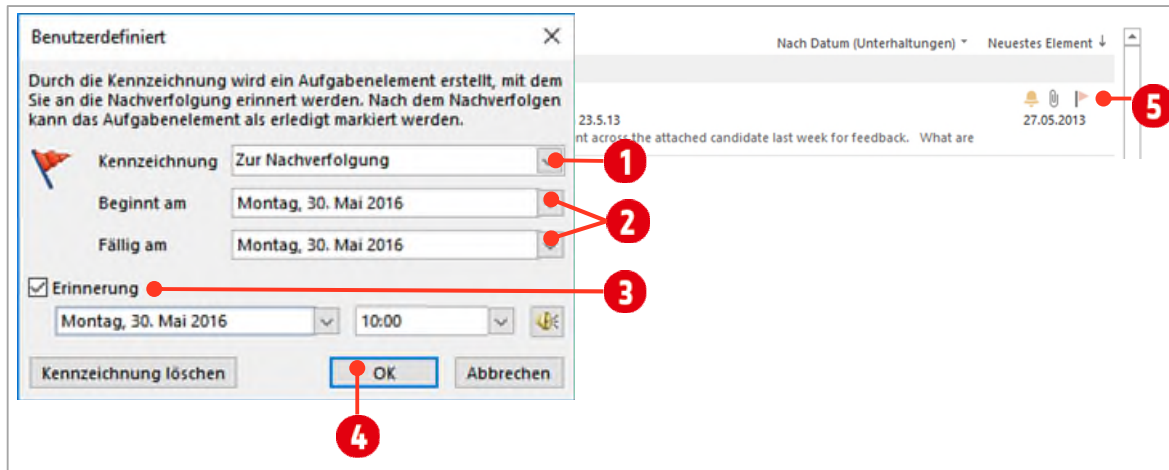 Benutzerdefiniert
Durch die Kennzeichnung wird ein Aufgabenelement erstellt, mit dem
Sie an die Nachverfolgung erinnert werden. Nach dem Nachverfolgen
kann das Aufgabenelement als erledigt markiert werden.
Kennzeichnung Zur Nachverfolgung
1
Beginnt am Montag, 30. Mai 2016
2
Fällig am Montag, 30. Mai 2016
Erinnerung
3
Montag, 30. Mai 2016 10:00
Kennzeichnung löschen OK Abbrechen
4
Nach Datum (Unterhaltungen) Neuestes Element ↓
5
23.5.13 27.05.2013
across the attached candidate last week for feedback. What are